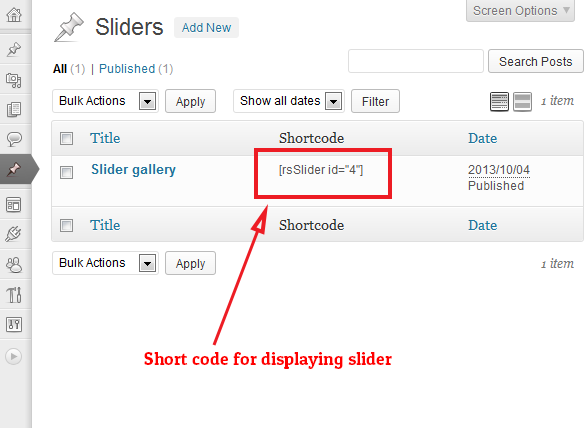 Screen Options
Sliders Add New
All (1) | Published (1)
Search Posts
Bulk Actions Apply Show all dates Filter 1 item
Title Shortcode Date
Slider gallery [rsSlider id="4"] 2013/10/04
Published
Title Shortcode Date
Bulk Actions Apply 1 item
Short code for displaying slider